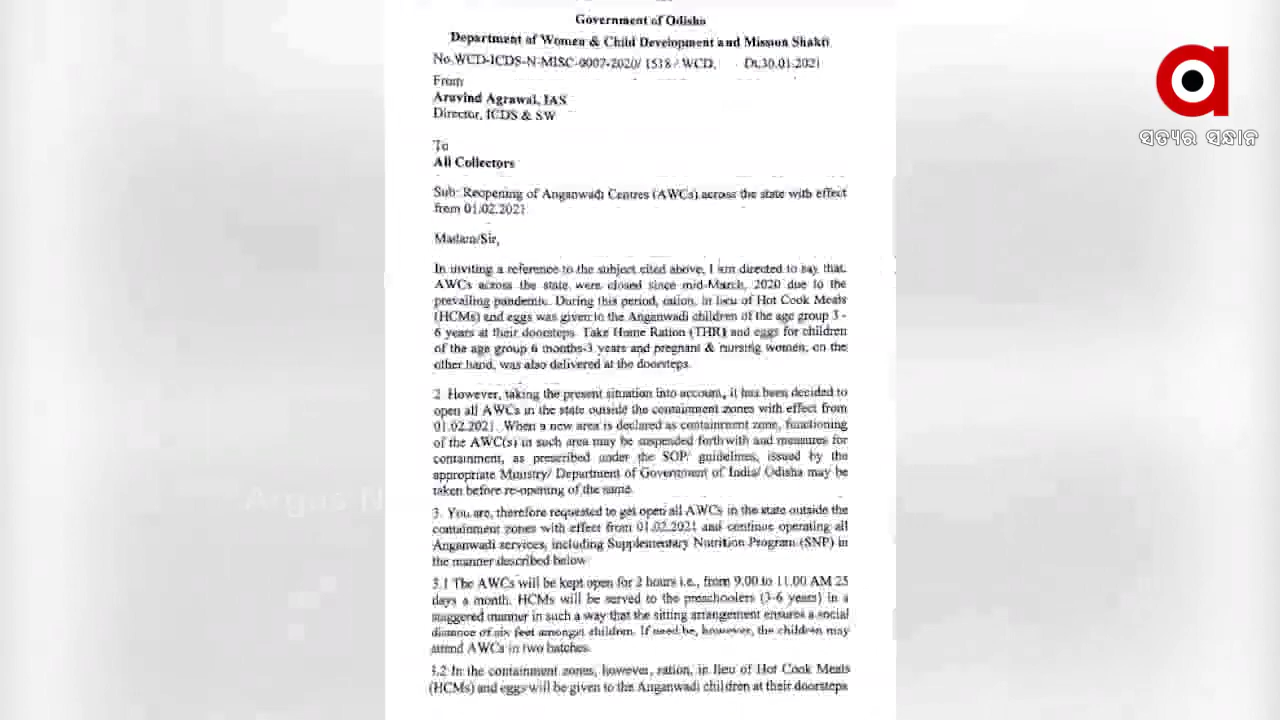 Government of Odisha
Department of Women & Child Development and Mission Shakti
No.WCD-ICDS-N-MISC-0007-2020/ 1518 / WCD, Dt.30.01.2021
From
Aravind Agrawal, IAS
Director, ICDS & SW
To
All Collectors
Sub: Reopening of Anganwadi Centres (AWCs) across the state with effect
from 01.02.2021
Madam/Sir,
In inviting a reference to the subject cited above, I am directed to say that,
AWCs across the state were closed since mid-March, 2020 due to the
prevailing pandemic. During this period, ration, in lieu of Hot Cook Meals
(HCMs) and eggs was given to the Anganwadi children of the age group 3 -
6 years at their doorsteps. Take Home Ration (THR) and eggs for children
of the age group 6 months-3 years and pregnant & nursing women, on the
other hand, was also delivered at the doorsteps.
2. However, taking the present situation into account, it has been decided to
open all AWCs in the state outside the containment zones with effect from
01.02.2021. When a new area is declared as containment zone, functioning
of the AWC(s) in such area may be suspended forthwith and measures for
containment, as prescribed under the SOP/ guidelines, issued by the
appropriate Ministry/ Department of Government of India/ Odisha may be
taken before re-opening of the same.
3. You are, therefore requested to get open all AWCs in the state outside the
containment zones with effect from 01.02.2021 and continue operating all
Anganwadi services, including Supplementary Nutrition Program (SNP) in
the manner described below
3.1 The AWCs will be kept open for 2 hours i.e., from 9.00 to 11.00 AM 25
days a month. HCMs will be served to the preschoolers (3-6 years) in a
staggered manner in such a way that the sitting arrangement ensures a social
distance of six feet amongst children. If need be, however, the children may
attend AWCs in two batches.
3.2 In the containment zones, however, ration, in lieu of Hot Cook Meals
(HCMs) and eggs will be given to the Anganwadi children at their doorsteps
a
ସତ୍ୟର ସନ୍ଧାନ
Argus N